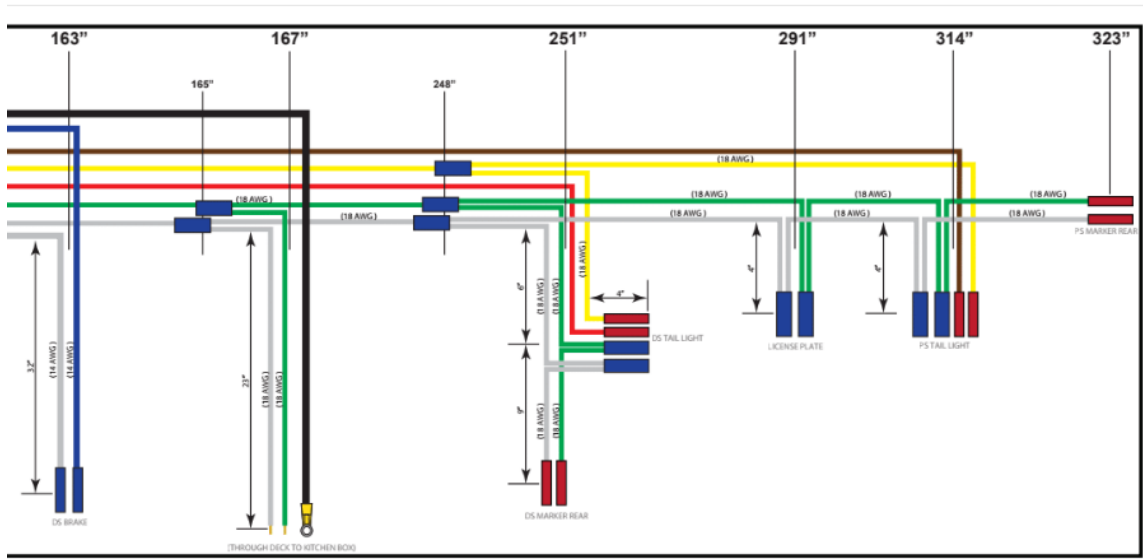 163” 167” 251” 291” 314” 323”
165” 248”
(18 AWG)
(18 AWG) (18 AWG) (18 AWG)
(18 AWG) (18 AWG) (18 AWG) (18 AWG)
PS MARKER REAR
32"
(14 AWG)
(14 AWG)
DS BRAKE
23"
(18 AWG)
(18 AWG)
(THROUGH DECK TO KITCHEN BOX)
6"
(18 AWG)
(18 AWG)
(18 AWG)
4"
DS TAIL LIGHT
9"
(18 AWG)
(18 AWG)
DS MARKER REAR
4"
LICENSE PLATE
4"
PS TAIL LIGHT